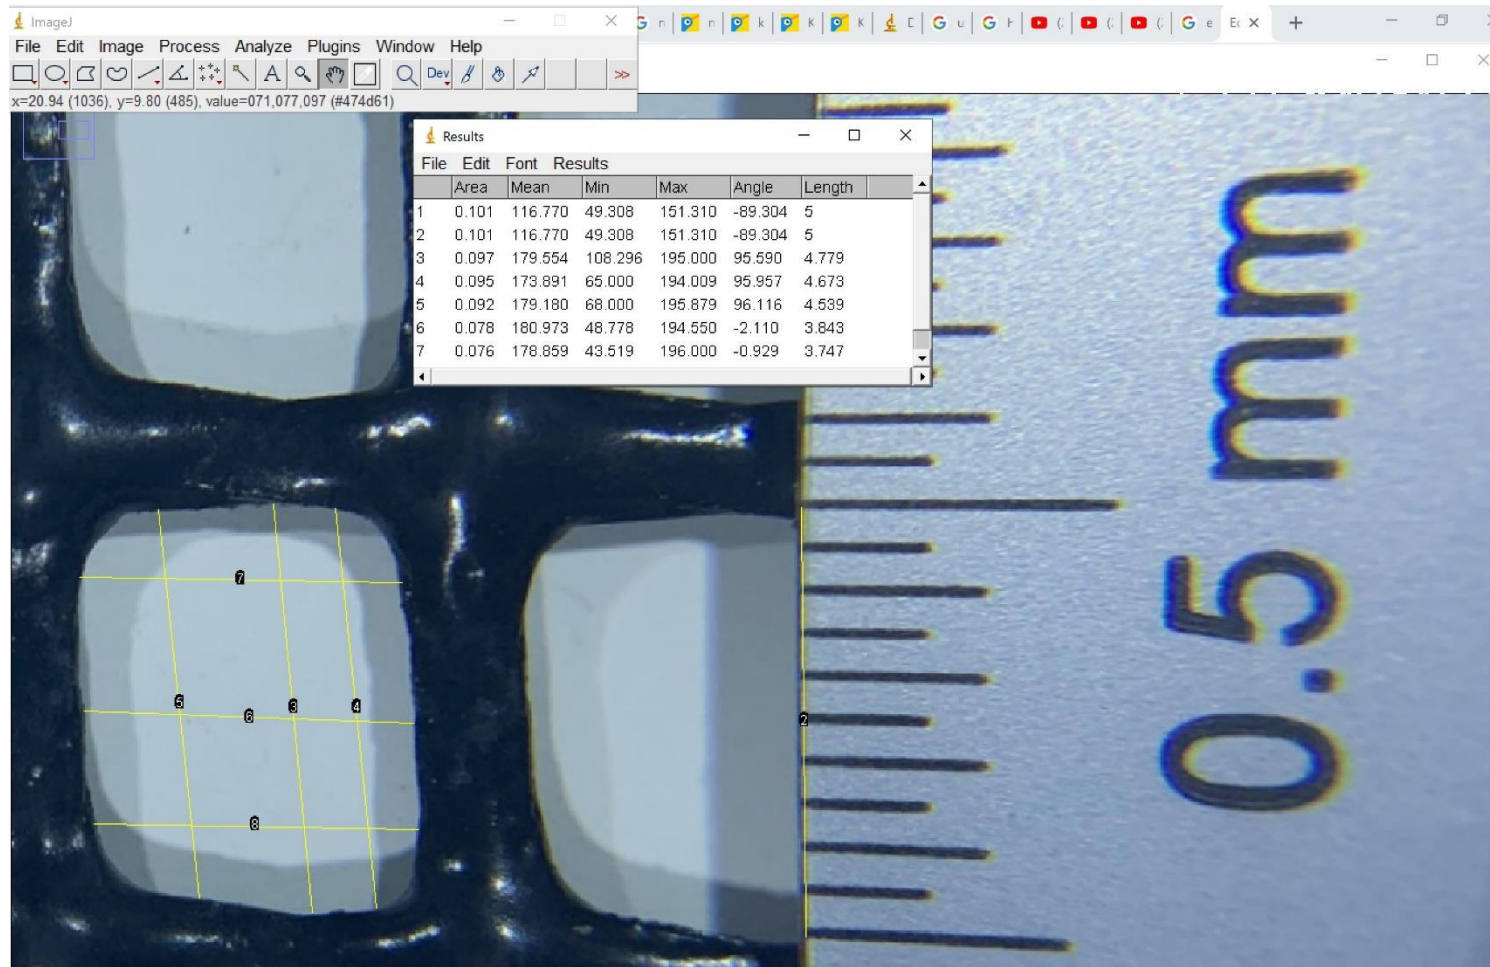 ImageJ
File Edit Image Process Analyze Plugins Window Help
A Dev >>
x=20.94 (1036), y=9.80 (485), value=071,077,097 (#474d61)
Results
File Edit Font Results
Area Mean Min Max Angle Length
1 0.101 116.770 49.308 151.310 -89.304 5
2 0.101 116.770 49.308 151.310 -89.304 5
3 0.097 179.554 108.296 195.000 95.590 4.779
4 0.095 173.891 65.000 194.009 95.957 4.673
5 0.092 179.180 68.000 195.879 96.116 4.539
6 0.078 180.973 48.778 194.550 -2.110 3.843
7 0.076 178.859 43.519 196.000 -0.929 3.747
7
5 6 3 4
2
8
0.5 mm